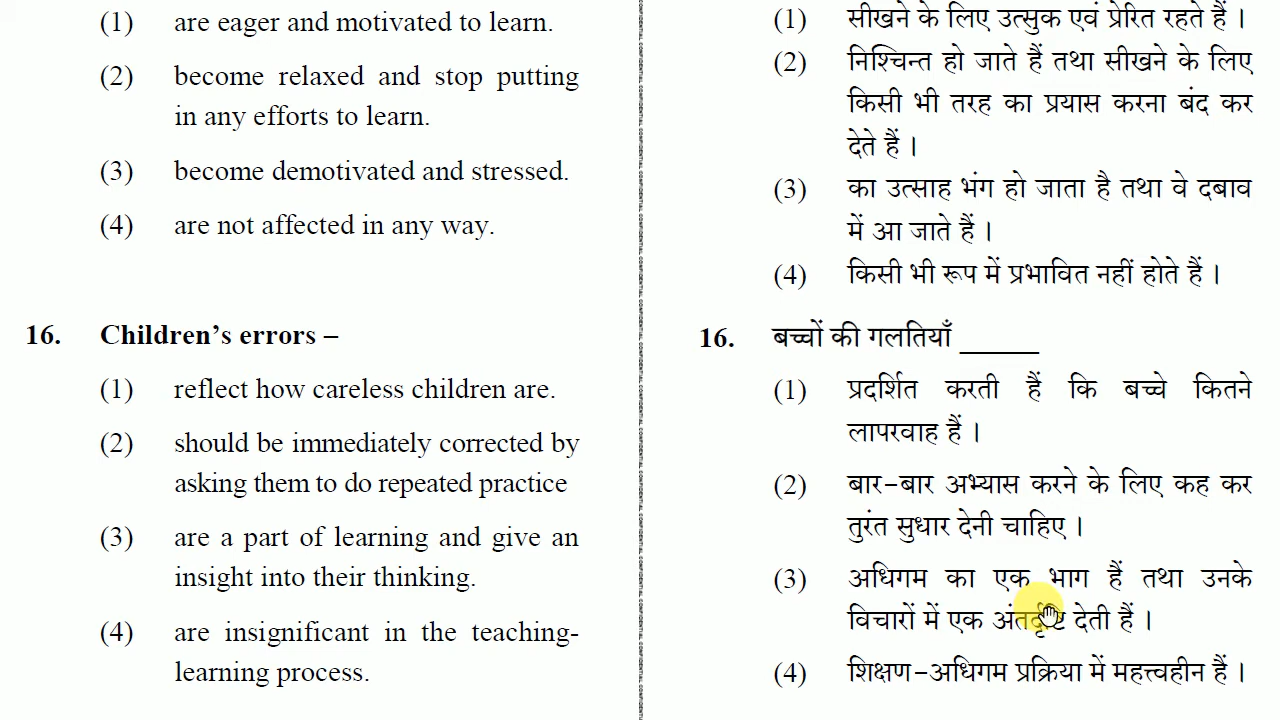 (1) are eager and motivated to learn.
(2) become relaxed and stop putting
in any efforts to learn.
(3) become demotivated and stressed.
(4) are not affected in any way.
16. Children's errors –
(1) reflect how careless children are.
(2) should be immediately corrected by
asking them to do repeated practice
(3) are a part of learning and give an
insight into their thinking.
(4) are insignificant in the teaching-
learning process.
(1) सीखने के लिए उत्सुक एवं प्रेरित रहते हैं ।
(2) निश्चिन्त हो जाते हैं तथा सीखने के लिए
किसी भी तरह का प्रयास करना बंद कर
देते हैं ।
(3) का उत्साह भंग हो जाता है तथा वे दबाव
में आ जाते हैं ।
(4) किसी भी रूप में प्रभावित नहीं होते हैं ।
16. बच्चों की गलतियाँ _____
(1) प्रदर्शित करती हैं कि बच्चे कितने
लापरवाह हैं ।
(2) बार-बार अभ्यास करने के लिए कह कर
तुरंत सुधार देनी चाहिए ।
(3) अधिगम का एक भाग हैं तथा उनके
विचारों में एक अंतर्दृष्टि देती हैं ।
(4) शिक्षण-अधिगम प्रक्रिया में महत्त्वहीन हैं ।